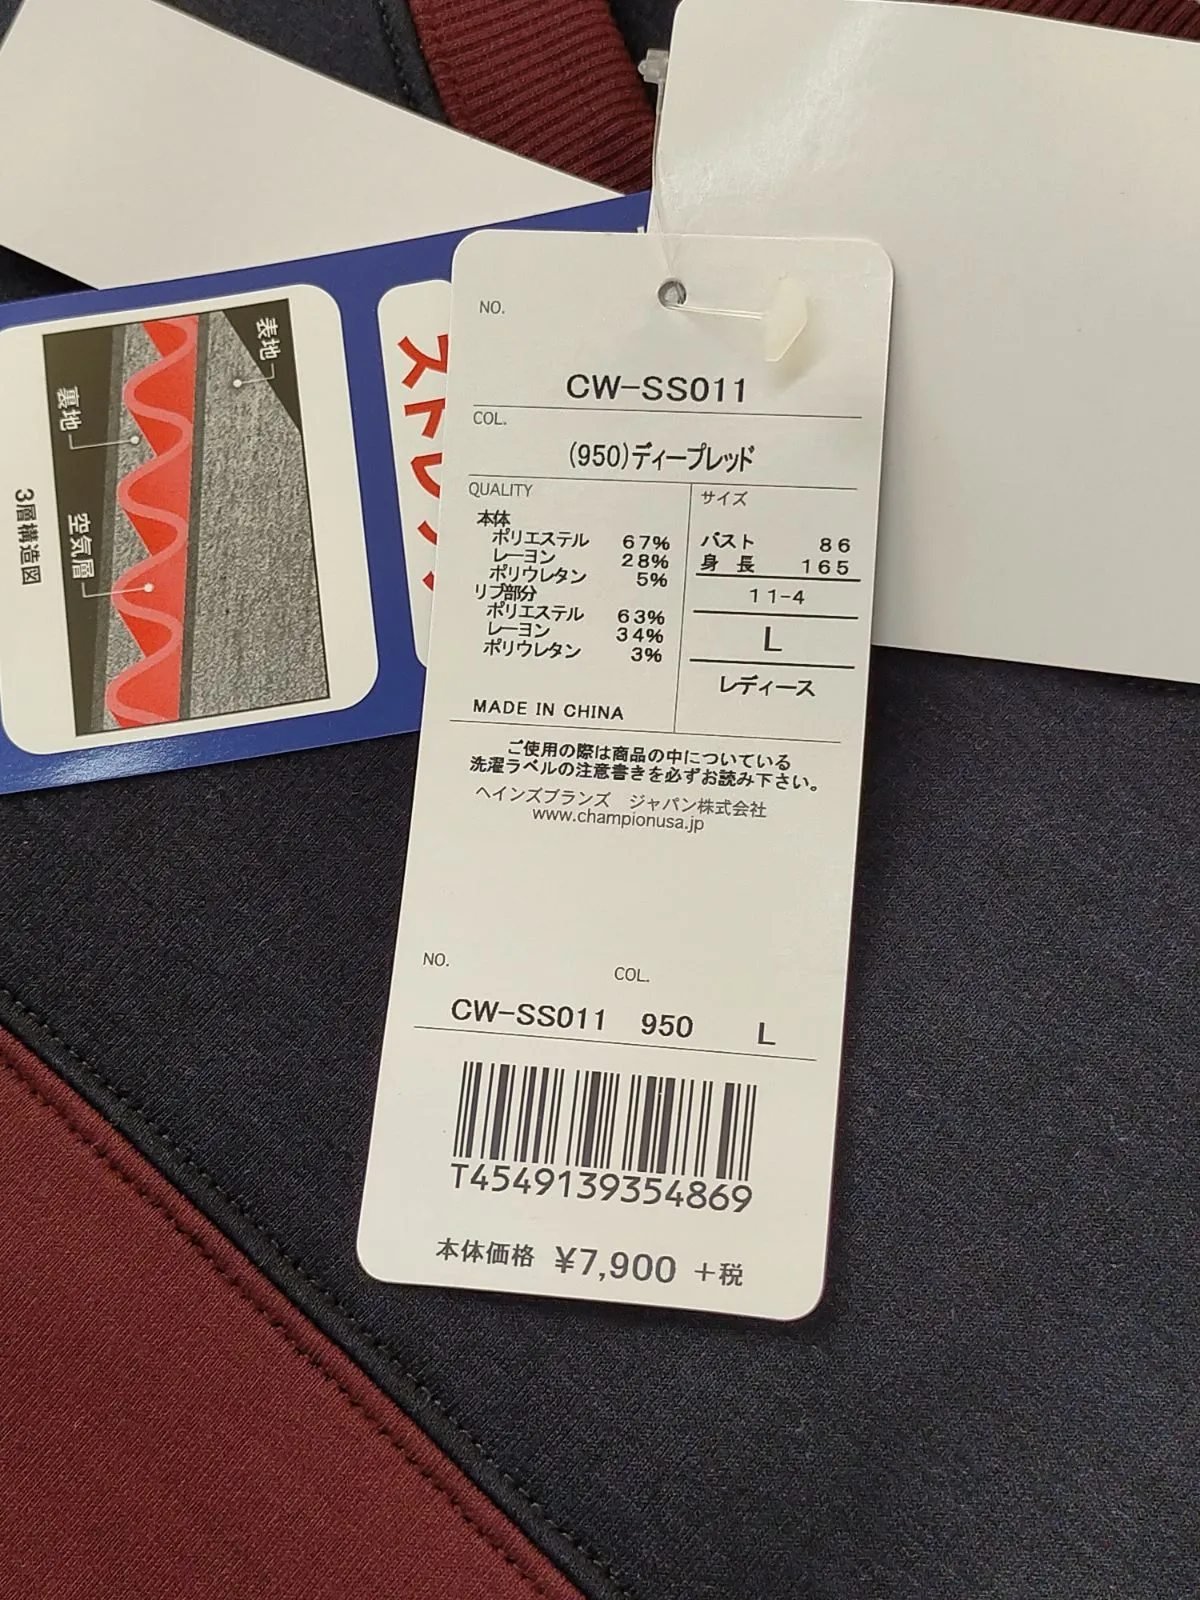 NO.
CW-SS011
COL.
(950)ディープレッド
QUALITY
本体
ポリエステル 67%
レーヨン 28%
ポリウレタン 5%
リブ部分
ポリエステル 63%
レーヨン 34%
ポリウレタン 3%
MADE IN CHINA
サイズ
バスト 86
身長 165
11-4
L
レディース
ご使用の際は商品の中についている
洗濯ラベルの注意書きを必ずお読み下さい。
ヘインズブランズ ジャパン株式会社
www.championusa.jp
NO. COL.
CW-SS011 950 L
T4549139354869
本体価格 ¥7,900 +税
表地
裏地
空気層
3層構造図
ストレッ